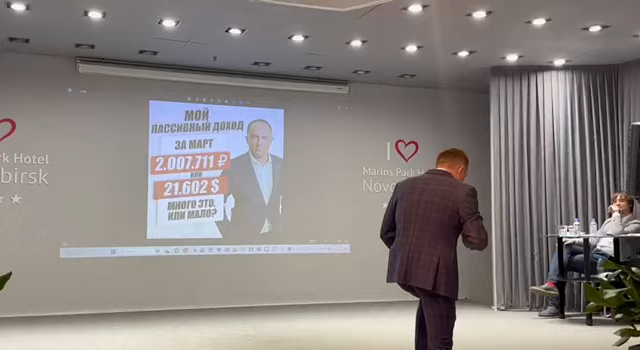 МОЙ
ПАССИВНЫЙ ДОХОД
ЗА МАРТ
2.007.711 ₽
ИЛИ
21.602 $
МНОГО ЭТО,
ИЛИ МАЛО?
rk Hotel
birsk
I
Marins Park H
Novo